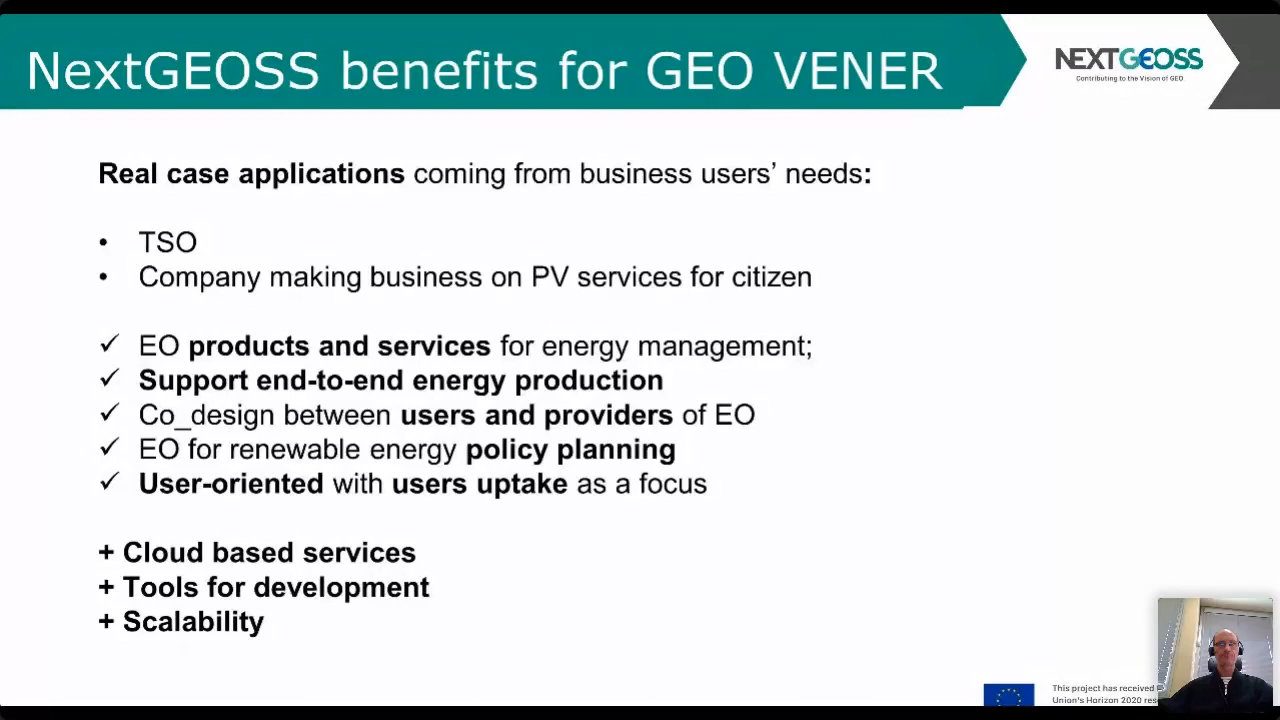 NextGEOSS benefits for GEO VENER
NEXTGEOSS
Contributing to the Vision of GEO
Real case applications coming from business users’ needs:
• TSO
• Company making business on PV services for citizen
✓ EO products and services for energy management;
✓ Support end-to-end energy production
✓ Co_design between users and providers of EO
✓ EO for renewable energy policy planning
✓ User-oriented with users uptake as a focus
+ Cloud based services
+ Tools for development
+ Scalability
This project has received
Union's Horizon 2020